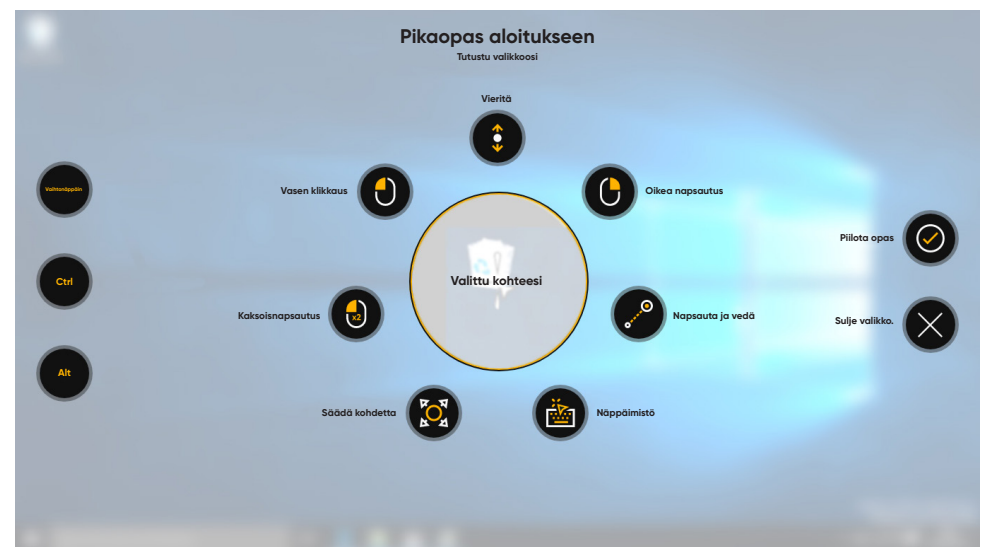 Pikaopas aloitukseen
Tutustu valikkoosi
Vieritä
Vasen klikkaus
Oikea napsautus
Vaihtonäppäin
Piilota opas
Ctrl
Valittu kohteesi
Kaksoisnapsautus
x2
Napsauta ja vedä
Sulje valikko.
Alt
Säädä kohdetta
Näppäimistö